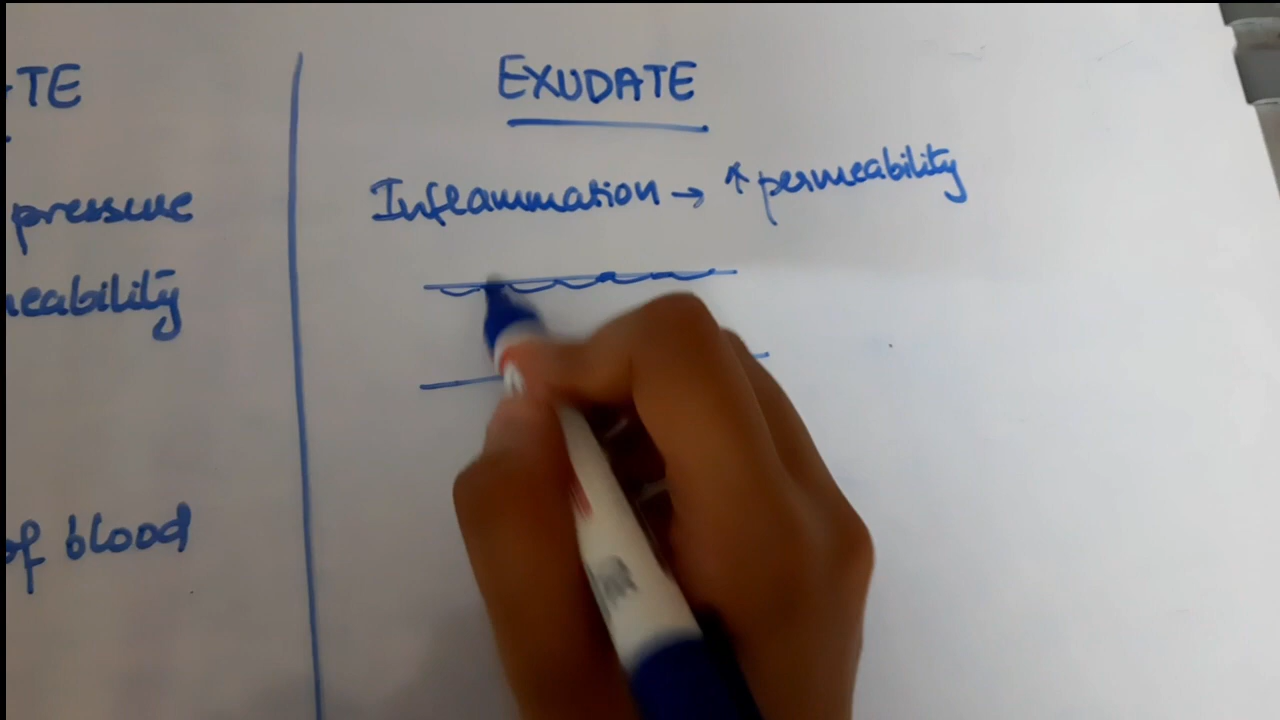 TE
pressure
eability
of blood
EXUDATE
Inflammation → ↑ permeability